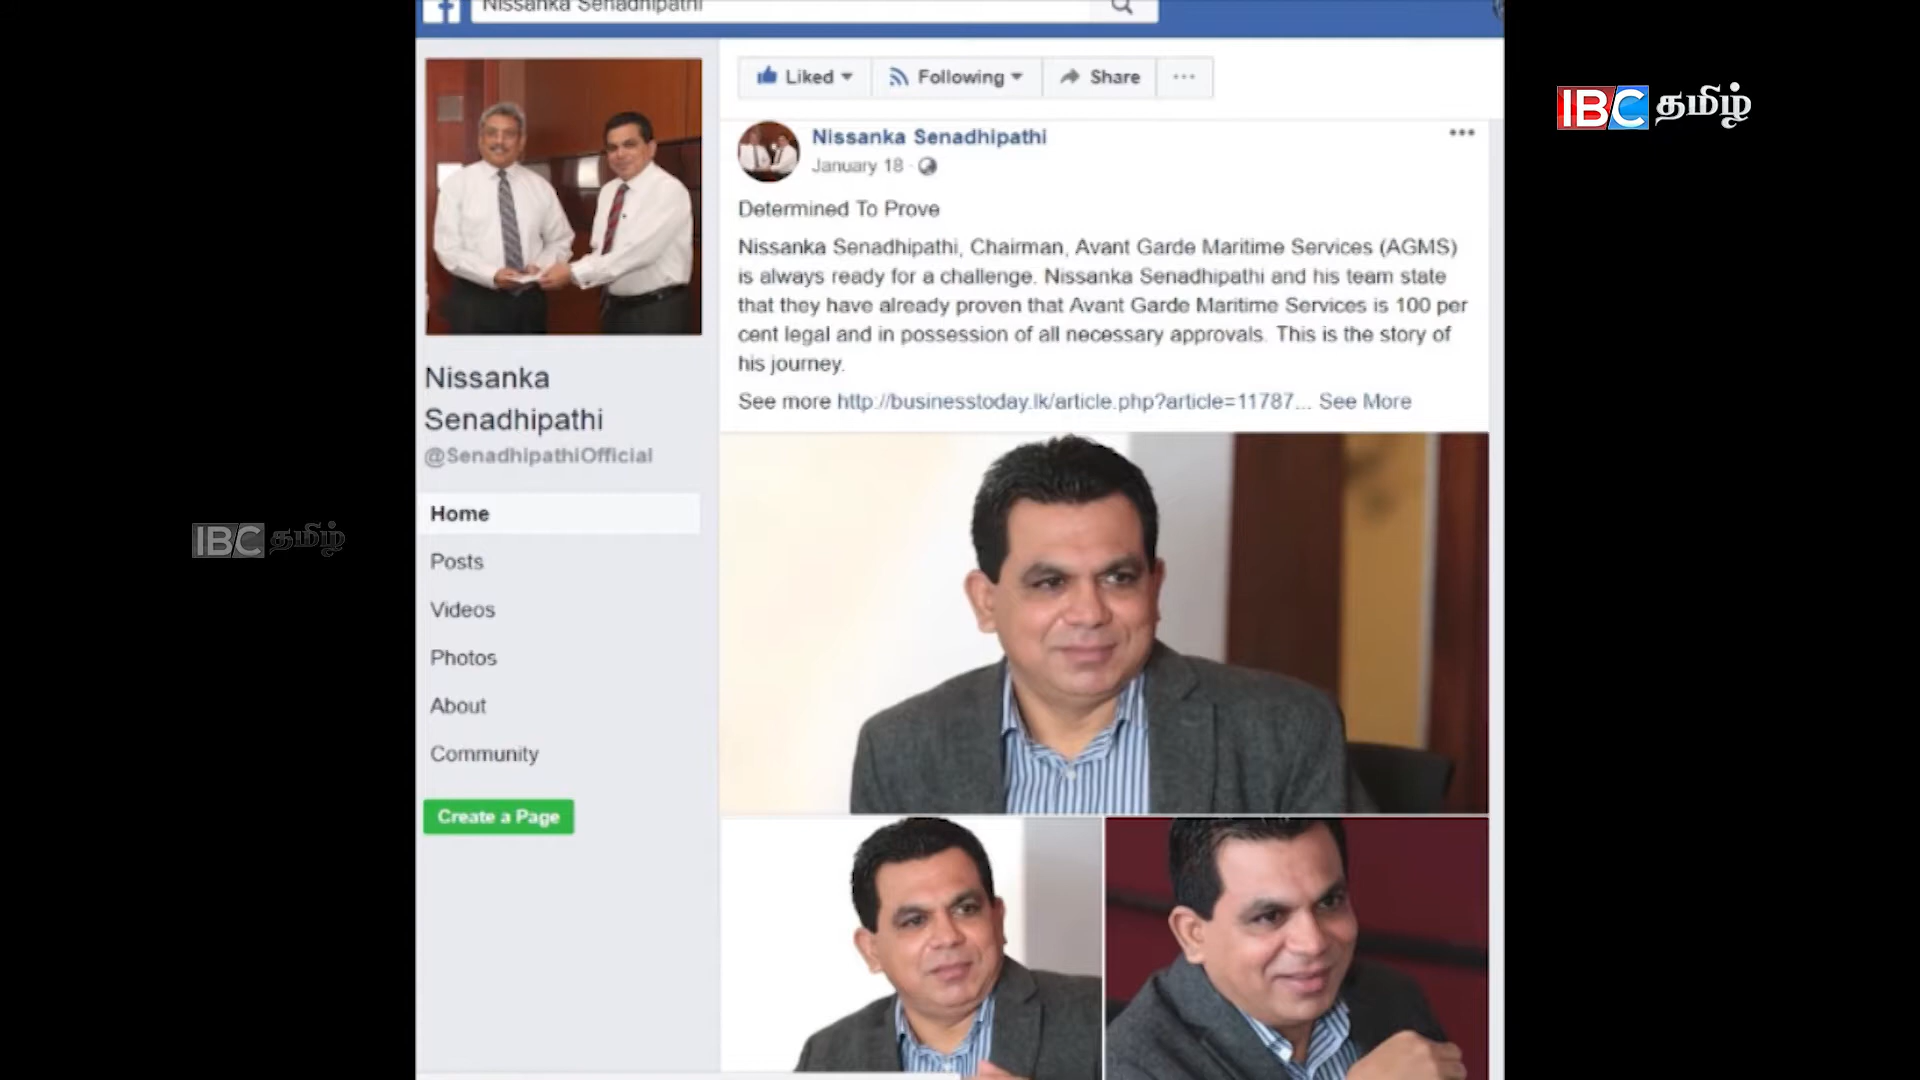 Nissanka Senadhipathi
Liked
Following
Share
IBC தமிழ்
Nissanka Senadhipathi
January 18 ·
Determined To Prove
Nissanka Senadhipathi, Chairman, Avant Garde Maritime Services (AGMS)
is always ready for a challenge. Nissanka Senadhipathi and his team state
that they have already proven that Avant Garde Maritime Services is 100 per
cent legal and in possession of all necessary approvals. This is the story of
his journey.
See more http://businesstoday.lk/article.php?article=11787... See More
Nissanka
Senadhipathi
@SenadhipathiOfficial
Home
Posts
Videos
Photos
About
Community
Create a Page
IBC தமிழ்